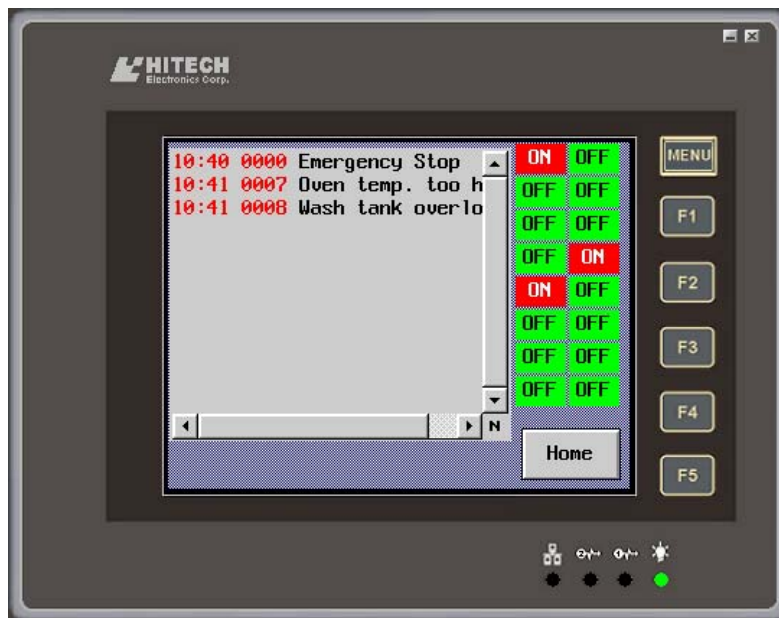 HITECH
Electronics Corp.
10:40 0000 Emergency Stop
10:41 0007 Oven temp. too h
10:41 0008 Wash tank overlo
N
ON OFF
OFF OFF
OFF OFF
OFF ON
ON OFF
OFF OFF
OFF OFF
OFF OFF
Home
MENU
F1
F2
F3
F4
F5